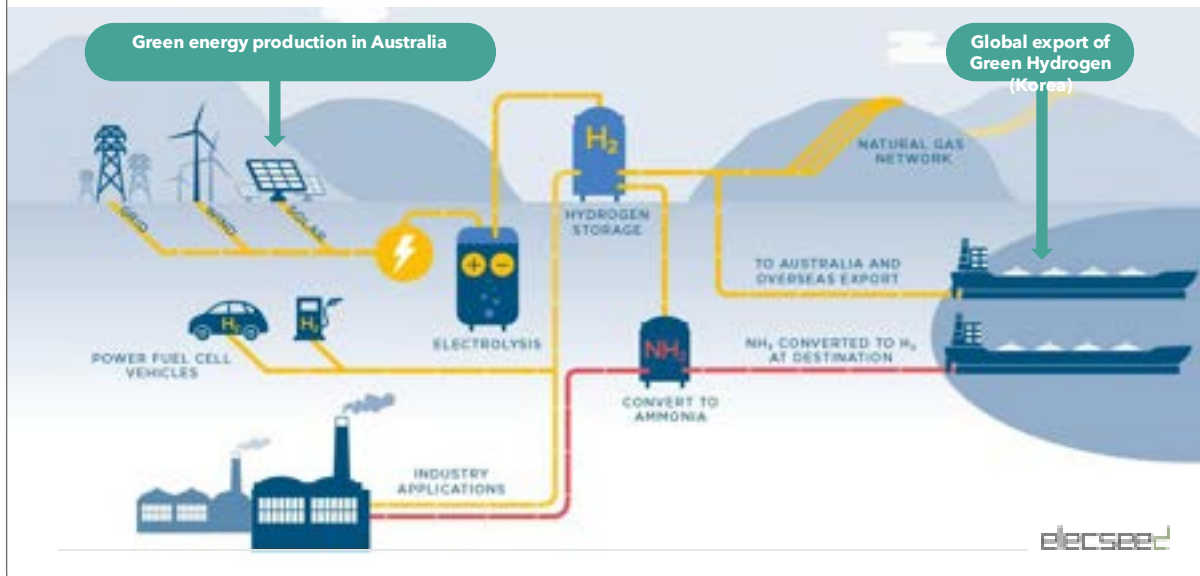 Green energy production in Australia
Global export of
Green Hydrogen
(Korea)
H₂
NATURAL GAS
NETWORK
GRID
WIND
SOLAR
HYDROGEN
STORAGE
+ −
TO AUSTRALIA AND
OVERSEAS EXPORT
H₂
H₂
ELECTROLYSIS
POWER FUEL CELL
VEHICLES
NH₃
NH₃ CONVERTED TO H₂
AT DESTINATION
CONVERT TO
AMMONIA
INDUSTRY
APPLICATIONS
elecseed